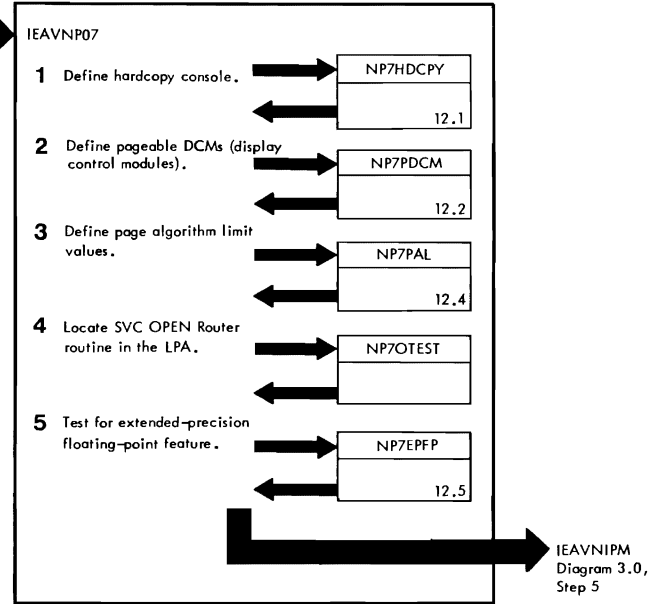 IEAVNP07
1 Define hardcopy console.
NP7HDCPY
12.1
2 Define pageable DCMs (display
control modules).
NP7PDCM
12.2
3 Define page algorithm limit
values.
NP7PAL
12.4
4 Locate SVC OPEN Router
routine in the LPA.
NP7OTEST
5 Test for extended-precision
floating-point feature.
NP7EPFP
12.5
IEAVNIPM
Diagram 3.0,
Step 5